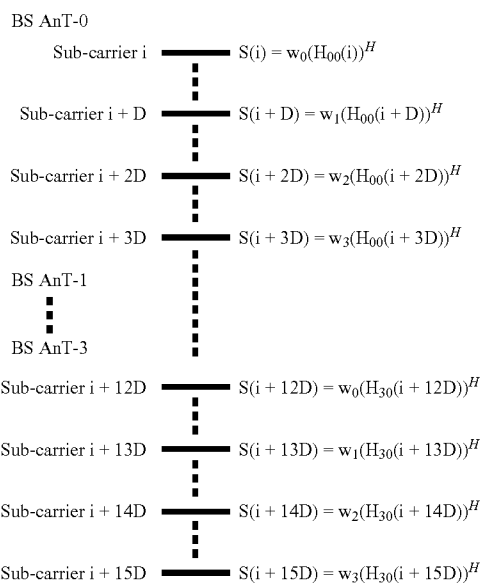 BS AnT-0
Sub-carrier i S(i) = w₀(H₀₀(i))ᴴ
Sub-carrier i + D S(i + D) = w₁(H₀₀(i + D))ᴴ
Sub-carrier i + 2D S(i + 2D) = w₂(H₀₀(i + 2D))ᴴ
Sub-carrier i + 3D S(i + 3D) = w₃(H₀₀(i + 3D))ᴴ
BS AnT-1
BS AnT-3
Sub-carrier i + 12D S(i + 12D) = w₀(H₃₀(i + 12D))ᴴ
Sub-carrier i + 13D S(i + 13D) = w₁(H₃₀(i + 13D))ᴴ
Sub-carrier i + 14D S(i + 14D) = w₂(H₃₀(i + 14D))ᴴ
Sub-carrier i + 15D S(i + 15D) = w₃(H₃₀(i + 15D))ᴴ